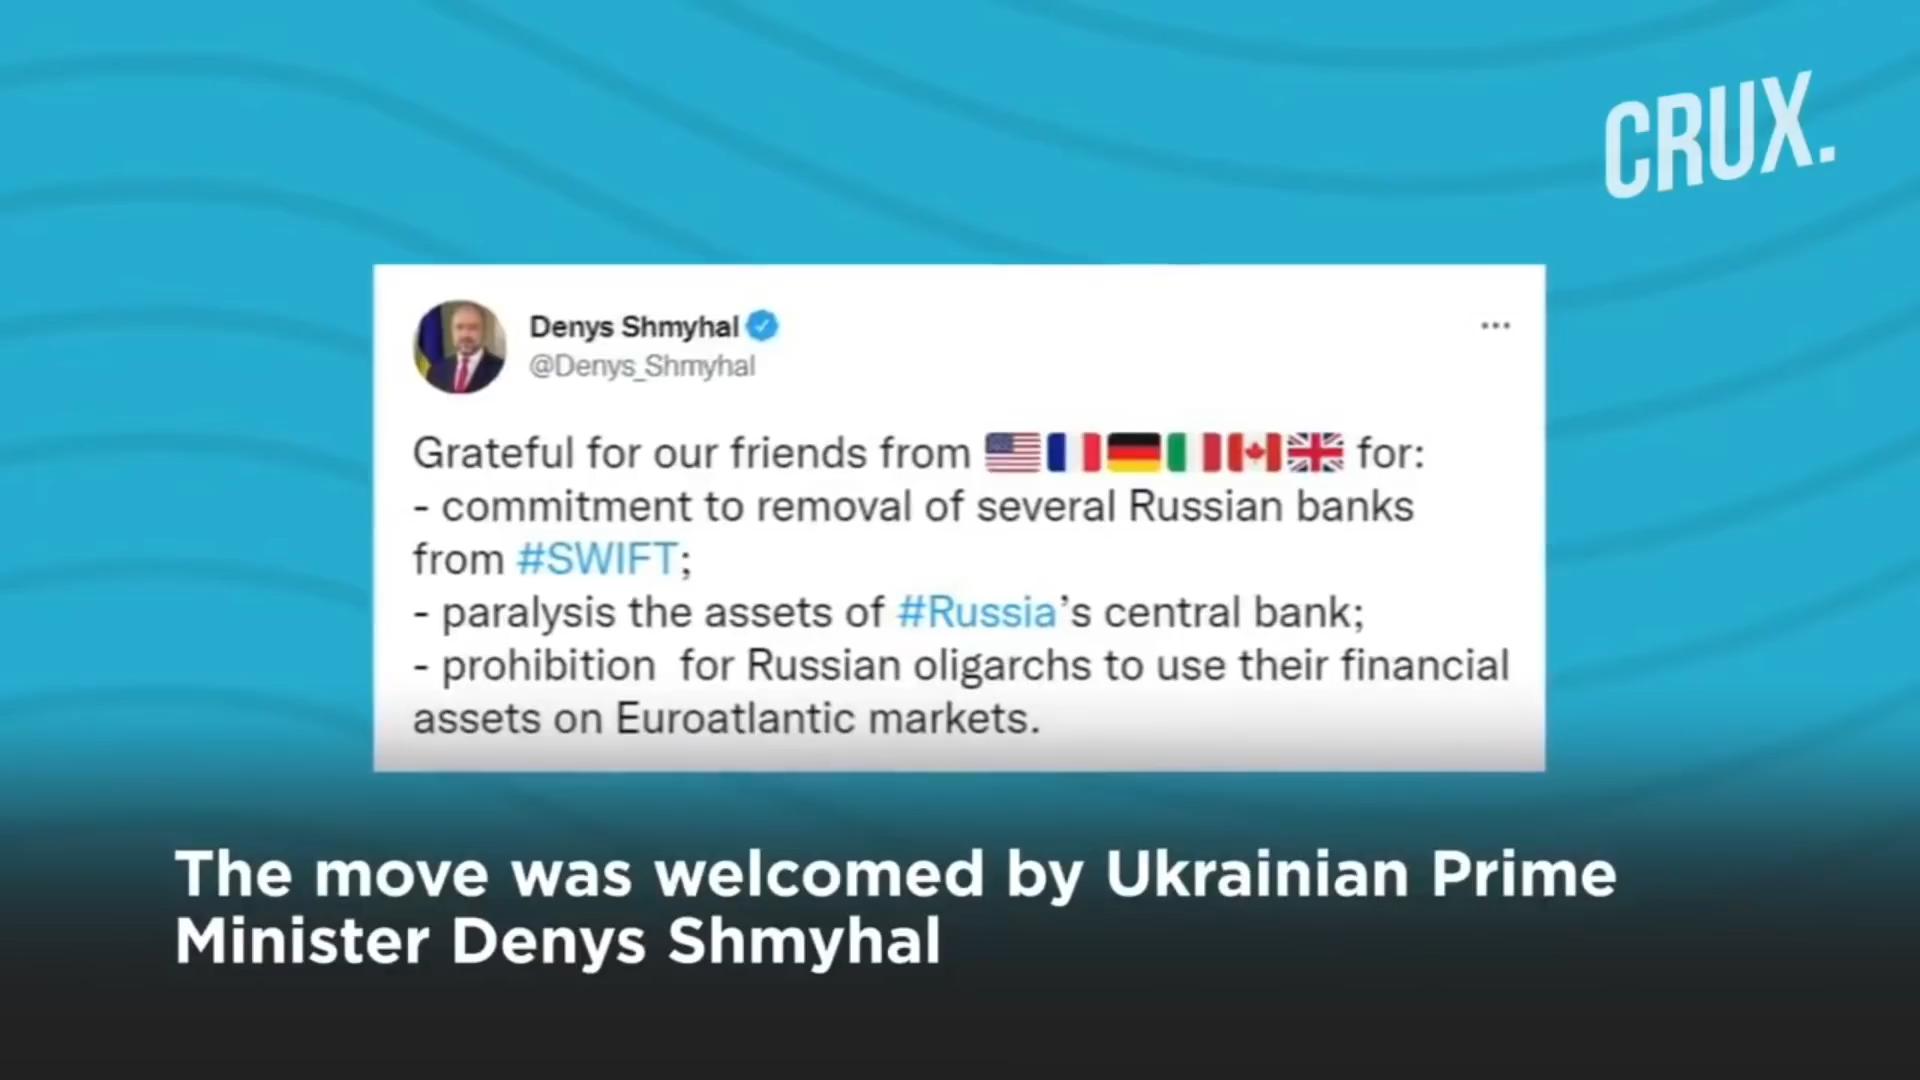 CRUX.
Denys Shmyhal
@Denys_Shmyhal
Grateful for our friends from 🇺🇸🇫🇷🇩🇪🇮🇹🇨🇦🇬🇧 for:
- commitment to removal of several Russian banks
from #SWIFT;
- paralysis the assets of #Russia’s central bank;
- prohibition  for Russian oligarchs to use their financial
assets on Euroatlantic markets.
The move was welcomed by Ukrainian Prime
Minister Denys Shmyhal